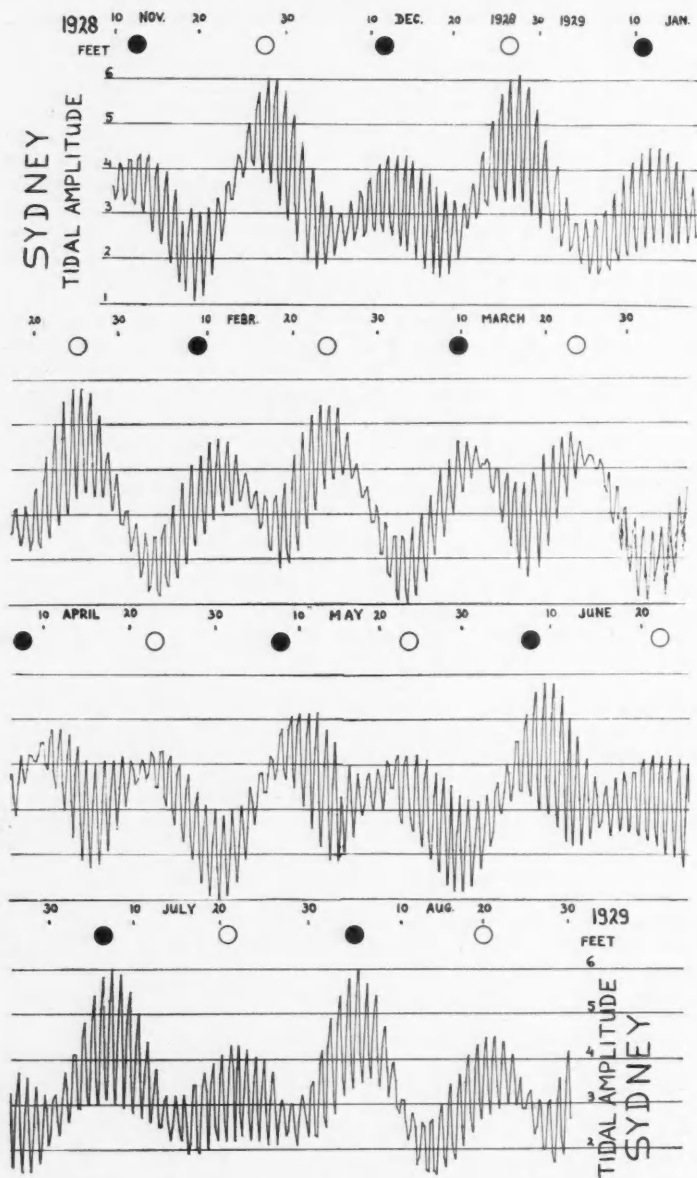 1928 10 NOV. 20 30 10 DEC. 20 1928 30 1929 10 JAN.
FEET
SYDNEY
TIDAL AMPLITUDE
6
5
4
3
2
1
20 30 10 FEBR. 20 30 10 MARCH 20 30
10 APRIL 20 30 10 MAY 20 30 10 JUNE 20
30 10 JULY 20 30 10 AUG. 20 30 1929
FEET
6
5
4
3
2
TIDAL AMPLITUDE
SYDNEY